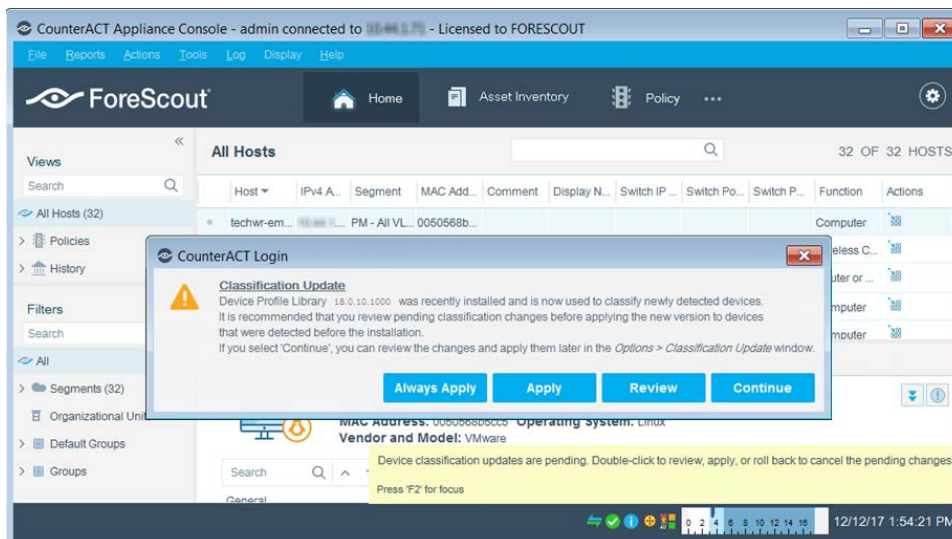 CounterACT Appliance Console - admin connected to - Licensed to FORESCOUT
File Reports Actions Tools Log Display Help
ForeScout
Home
Asset Inventory
Policy
Views
Search
All Hosts (32)
Policies
History
Filters
Search
All
Segments (32)
Organizational Unit
Default Groups
Groups
All Hosts
32 OF 32 HOSTS
Host IPv4 A... Segment MAC Add... Comment Display N... Switch IP ... Switch Po... Switch P... Function Actions
techwr-em... PM - All VL... 0050568b... Computer
eless C...
uter or ...
mputer
mputer
CounterACT Login
Classification Update
Device Profile Library 18.0.10.1000 was recently installed and is now used to classify newly detected devices.
It is recommended that you review pending classification changes before applying the new version to devices
that were detected before the installation.
If you select 'Continue', you can review the changes and apply them later in the Options > Classification Update window.
Always Apply Apply Review Continue
MAC Address: Operating System: Linux
Vendor and Model: VMware
Search
General
Device classification updates are pending. Double-click to review, apply, or roll back to cancel the pending changes
Press 'F2' for focus
0 2 4 6 8 10 12 14 16
12/12/17 1:54:21 PM